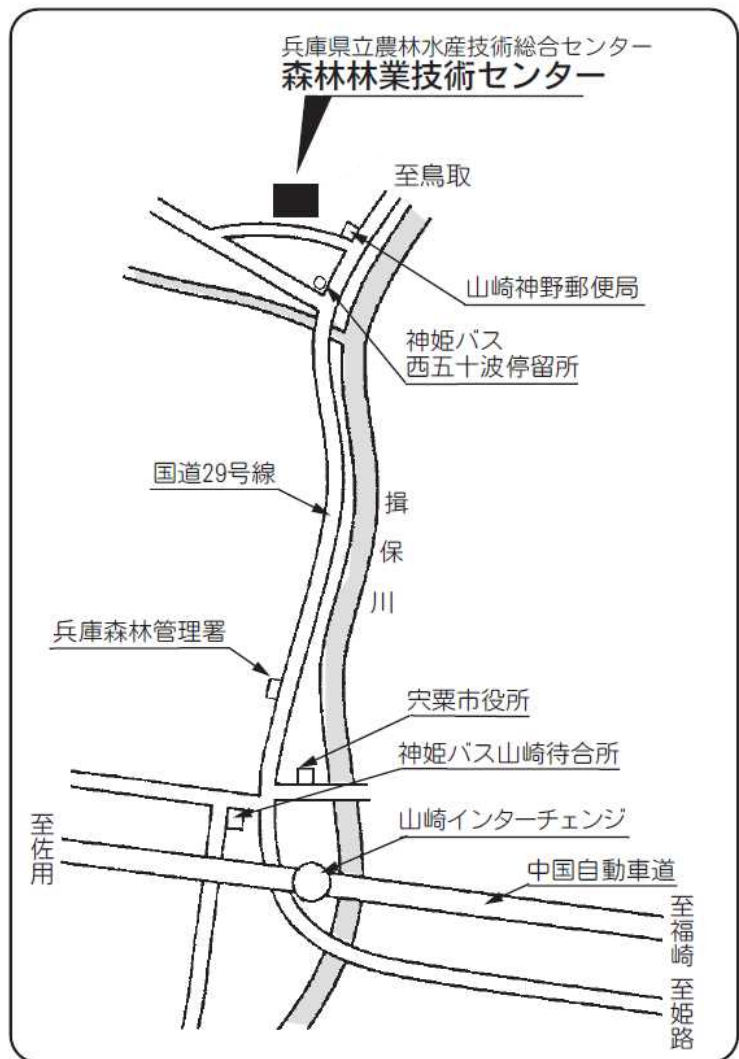 兵庫県立農林水産技術総合センター
森林林業技術センター
至鳥取
山崎神野郵便局
神姫バス
西五十波停留所
国道29号線
揖保川
兵庫森林管理署
宍粟市役所
神姫バス山崎待合所
山崎インターチェンジ
至佐用
中国自動車道
至福崎
至姫路